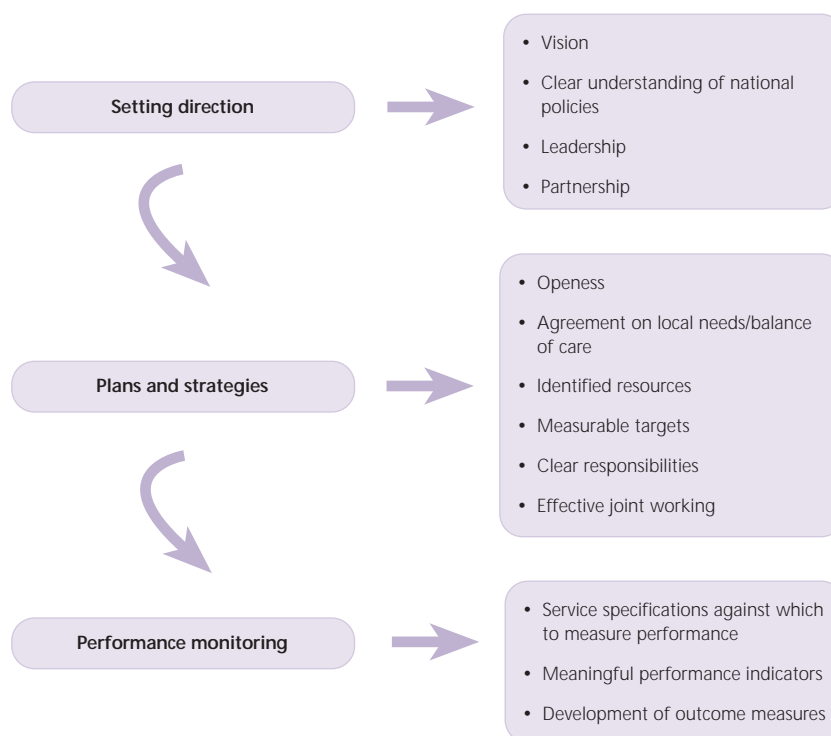 Setting direction
• Vision
• Clear understanding of national
policies
• Leadership
• Partnership
Plans and strategies
• Openess
• Agreement on local needs/balance
of care
• Identified resources
• Measurable targets
• Clear responsibilities
• Effective joint working
Performance monitoring
• Service specifications against which
to measure performance
• Meaningful performance indicators
• Development of outcome measures